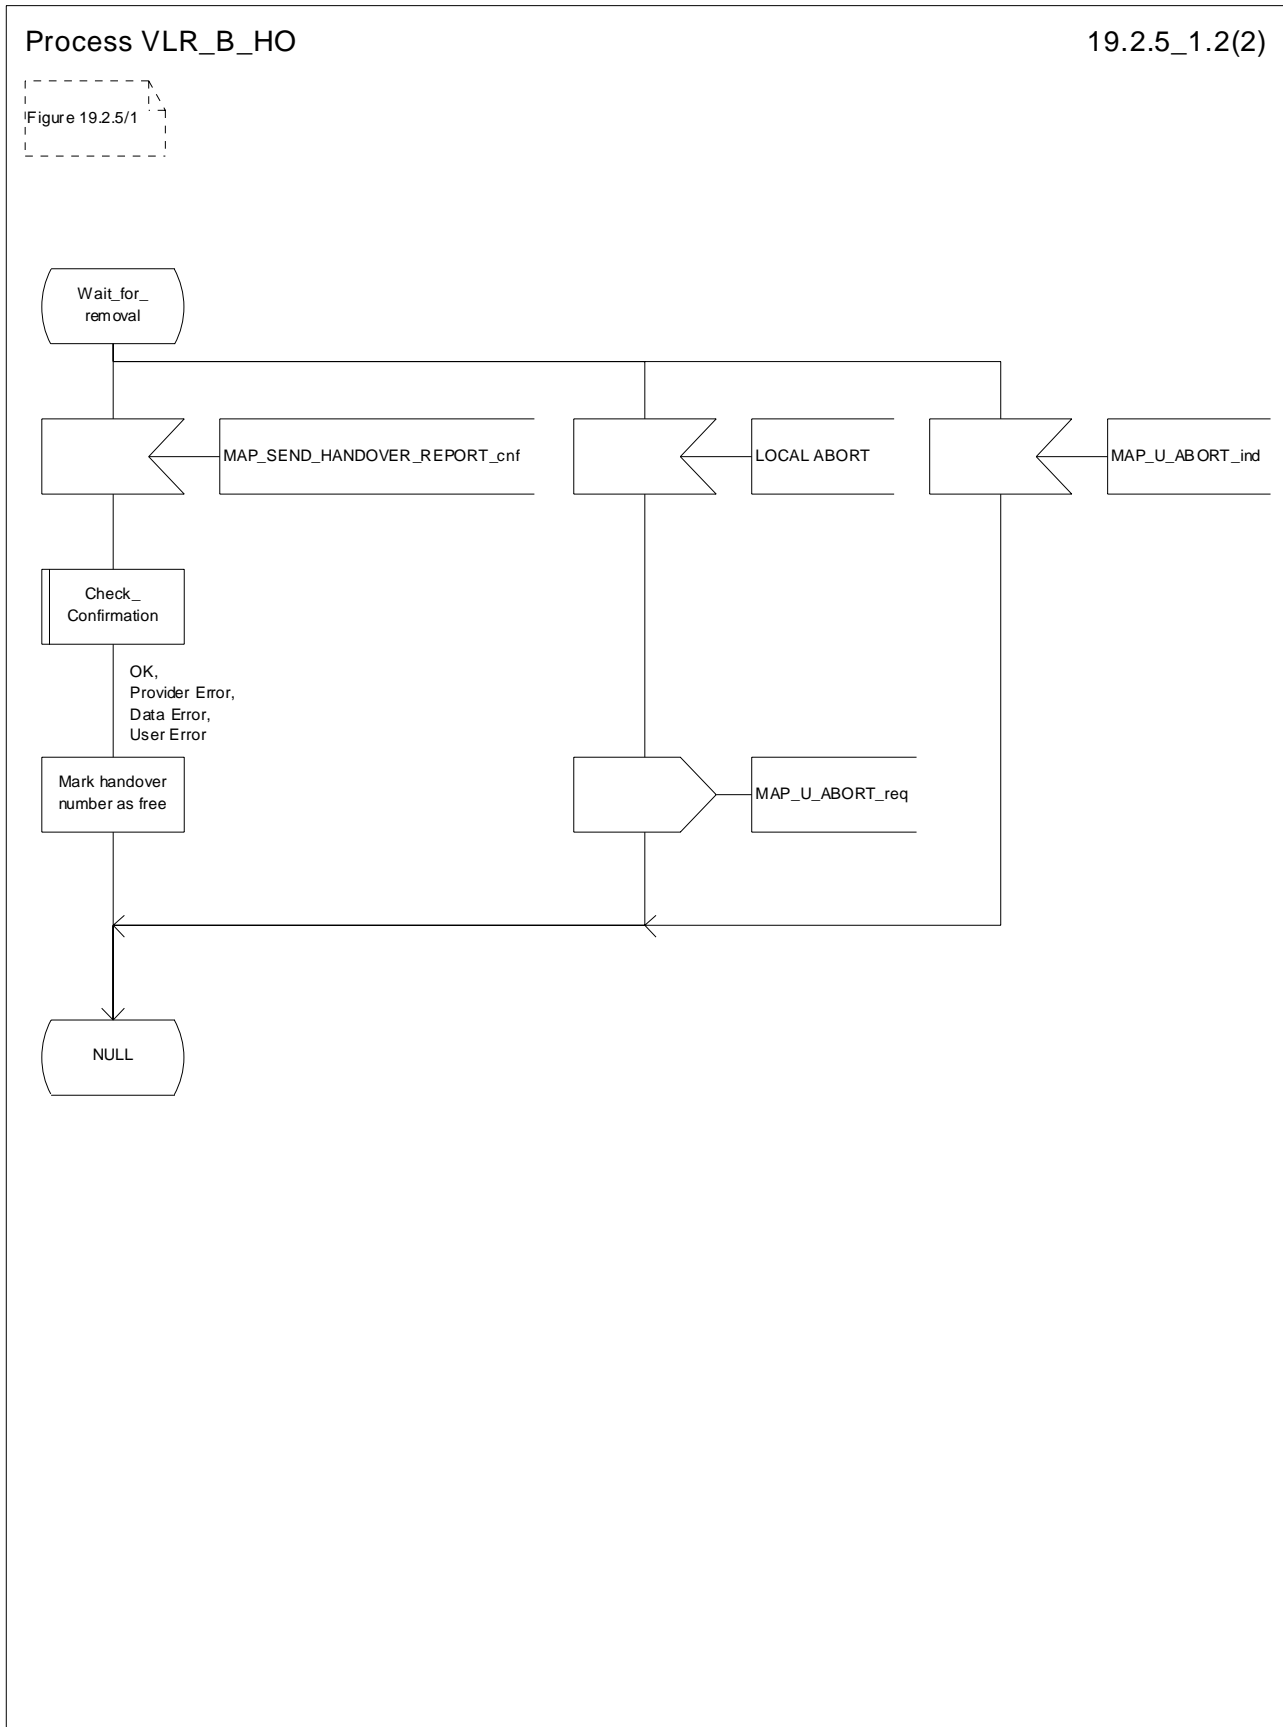 Process VLR_B_HO
19.2.5_1.2(2)
Figure 19.2.5/1
Wait_for_
removal
MAP_SEND_HANDOVER_REPORT_cnf
LOCAL ABORT
MAP_U_ABORT_ind
Check_
Confirmation
OK,
Provider Error,
Data Error,
User Error
Mark handover
number as free
MAP_U_ABORT_req
NULL